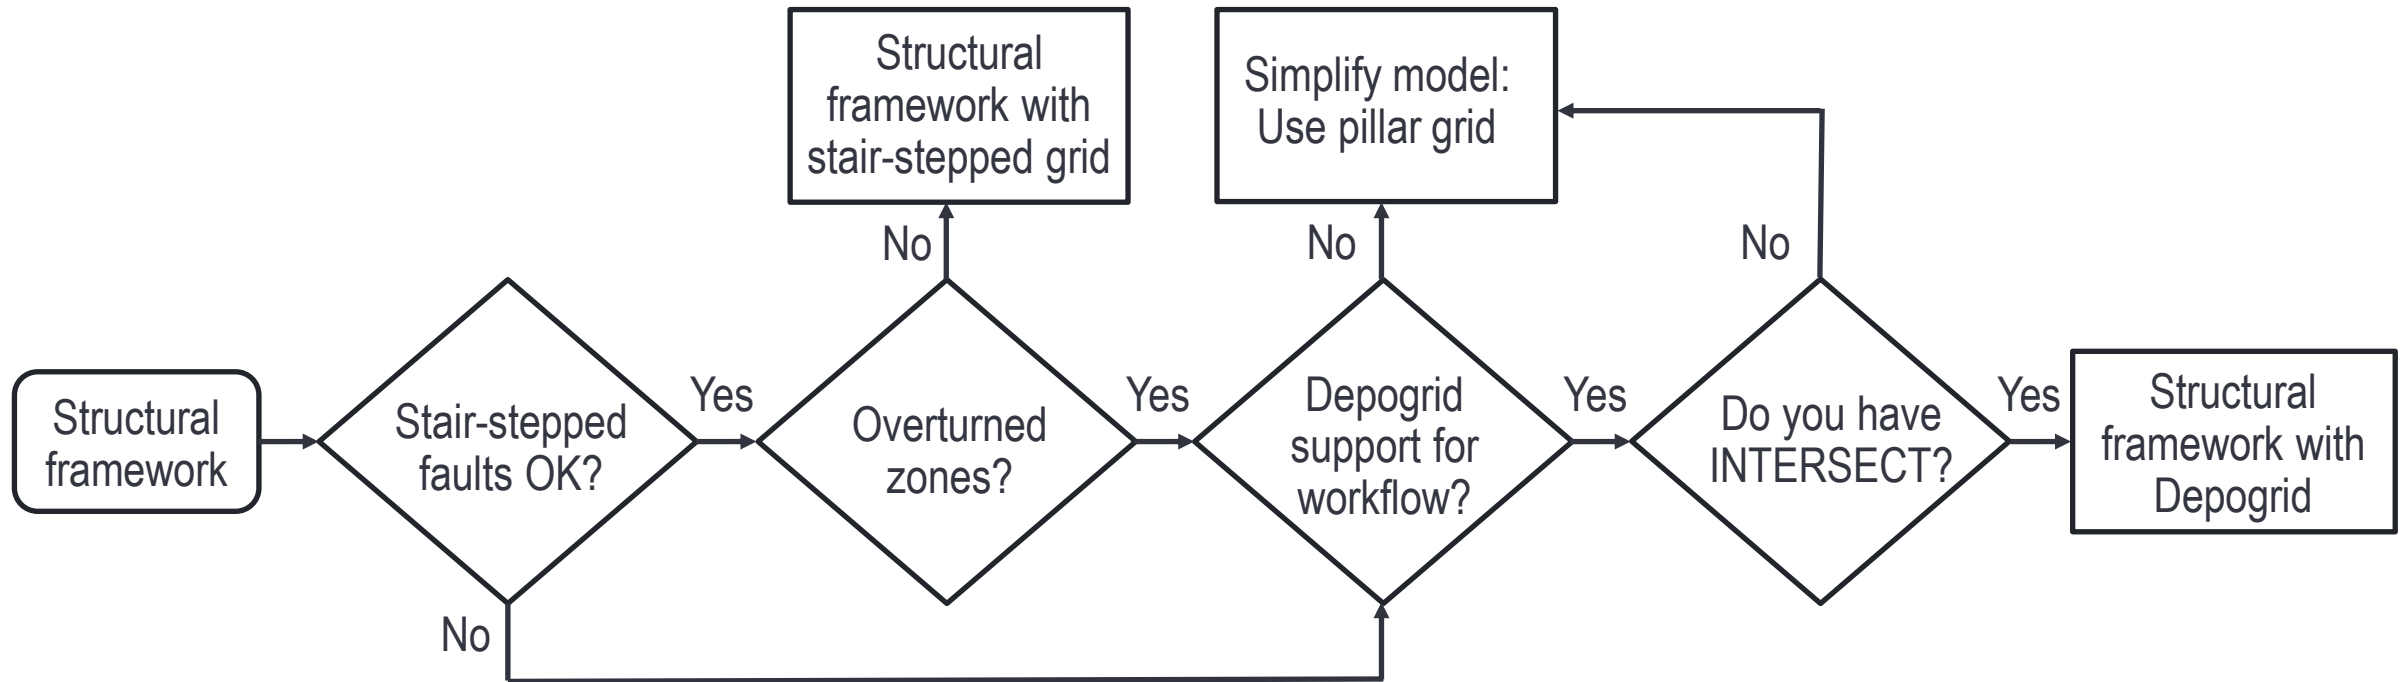 Structural
framework
Stair-stepped
faults OK?
Yes
No
Overturned
zones?
No
Structural
framework with
stair-stepped grid
Yes
Depogrid
support for
workflow?
No
Simplify model:
Use pillar grid
Yes
Do you have
INTERSECT?
No
Yes
Structural
framework with
Depogrid